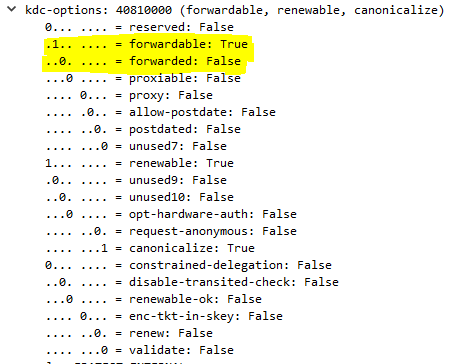 kdc-options: 40810000 (forwardable, renewable, canonicalize)
0... .... = reserved: False
.1.. .... = forwardable: True
..0. .... = forwarded: False
...0 .... = proxiable: False
.... 0... = proxy: False
.... .0.. = allow-postdate: False
.... ..0. = postdated: False
.... ...0 = unused7: False
1... .... = renewable: True
.0.. .... = unused9: False
..0. .... = unused10: False
...0 .... = opt-hardware-auth: False
.... ..0. = request-anonymous: False
.... ...1 = canonicalize: True
0... .... = constrained-delegation: False
..0. .... = disable-transited-check: False
...0 .... = renewable-ok: False
.... 0... = enc-tkt-in-skey: False
.... ..0. = renew: False
.... ...0 = validate: False